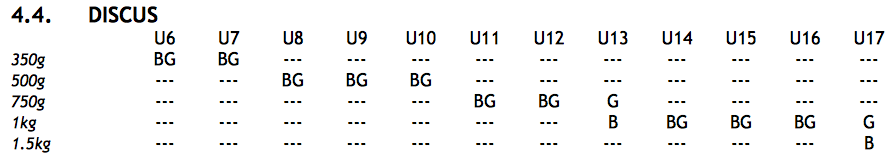 4.4. DISCUS
U6 U7 U8 U9 U10 U11 U12 U13 U14 U15 U16 U17
350g BG BG --- --- --- --- --- --- --- --- --- ---
500g --- --- BG BG BG --- --- --- --- --- --- ---
750g --- --- --- --- --- BG BG G --- --- --- ---
1kg --- --- --- --- --- --- --- B BG BG BG G
1.5kg --- --- --- --- --- --- --- --- --- --- --- B